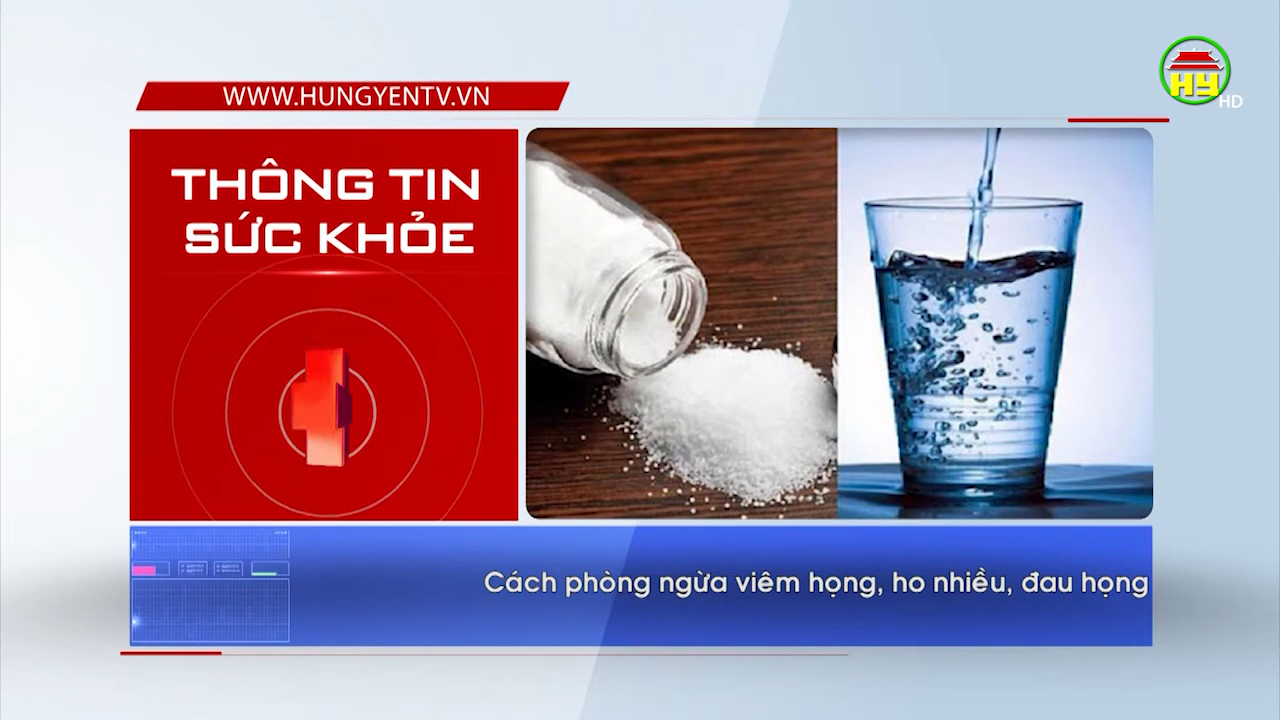 WWW.HUNGYENTV.VN
HY
HD
THÔNG TIN
SỨC KHỎE
Cách phòng ngừa viêm họng, ho nhiều, đau họng